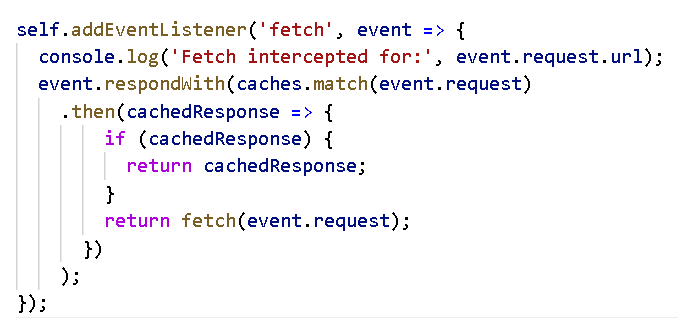 self.addEventListener('fetch', event => {
  console.log('Fetch intercepted for:', event.request.url);
  event.respondWith(caches.match(event.request)
    .then(cachedResponse => {
        if (cachedResponse) {
          return cachedResponse;
        }
        return fetch(event.request);
      })
    );
});